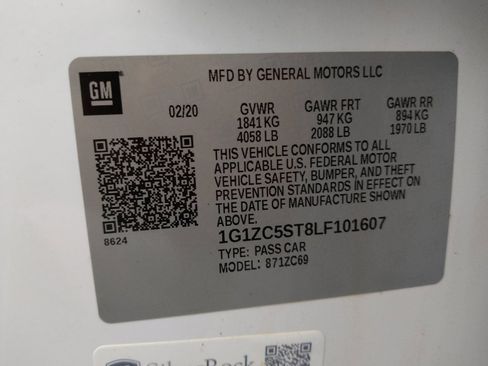 GM
MFD BY GENERAL MOTORS LLC
02/20 GVWR GAWR FRT GAWR RR
1841 KG 947 KG 894 KG
4058 LB 2088 LB 1970 LB
THIS VEHICLE CONFORMS TO ALL
APPLICABLE U.S. FEDERAL MOTOR
VEHICLE SAFETY, BUMPER, AND THEFT
PREVENTION STANDARDS IN EFFECT ON
THE DATE OF MANUFACTURE SHOWN
ABOVE.
8624
1G1ZC5ST8LF101607
TYPE: PASS CAR
MODEL: 871ZC69